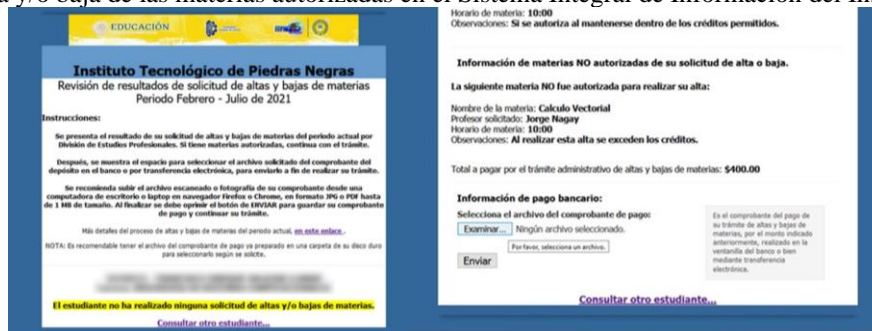 a y/o baja de las materias autorizadas en el Sistema Integral de Información del In
EDUCACIÓN
Instituto Tecnológico de Piedras Negras
Revisión de resultados de solicitud de altas y bajas de materias
Periodo Febrero - Julio de 2021
Instrucciones:
Se presenta el resultado de su solicitud de altas y bajas de materias del periodo actual por
División de Estudios Profesionales. Si tiene materias autorizadas, continua con el trámite.
Después, se muestra el espacio para seleccionar el archivo solicitado del comprobante del
depósito en el banco o por transferencia electrónica, para enviarlo a fin de realizar su trámite.
Se recomienda subir el archivo escaneado o fotografía de su comprobante desde una
computadora de escritorio o laptop en navegador Firefox o Chrome, en formato JPG o PDF hasta
de 1 MB de tamaño. Al finalizar se debe oprimir el botón de ENVIAR para guardar su comprobante
de pago y continuar su trámite.
Más detalles del proceso de altas y bajas de materias del periodo actual, en este enlace.
NOTA: Es recomendable tener el archivo del comprobante de pago ya preparado en una carpeta de su disco duro
para seleccionarlo según se solicite.
El estudiante no ha realizado ninguna solicitud de altas y/o bajas de materias.
Consultar otro estudiante...
Horario de materia: 10:00
Observaciones: Si se autoriza al mantenerse dentro de los créditos permitidos.
Información de materias NO autorizadas de su solicitud de alta o baja.
La siguiente materia NO fue autorizada para realizar su alta:
Nombre de la materia: Calculo Vectorial
Profesor solicitado: Jorge Nagay
Horario de materia: 10:00
Observaciones: Al realizar esta alta se exceden los créditos.
Total a pagar por el trámite administrativo de altas y bajas de materias: $400.00
Información de pago bancario:
Selecciona el archivo del comprobante de pago:
Examinar... Ningún archivo seleccionado.
Por favor, selecciona un archivo.
Enviar
Es el comprobante del pago de
su trámite de altas y bajas de
materias, por el monto indicado
anteriormente, realizado en la
ventanilla del banco o bien
mediante transferencia
electrónica.
Consultar otro estudiante...